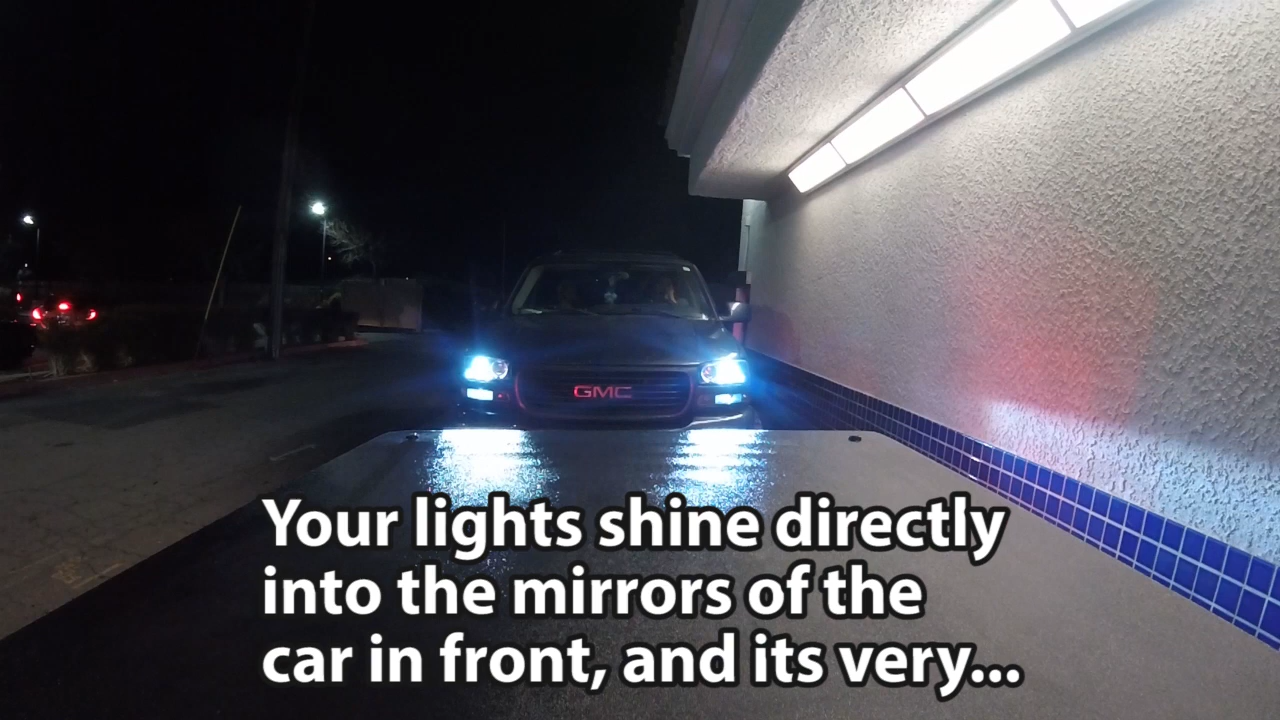 GMC
Your lights shine directly
into the mirrors of the
car in front, and its very...